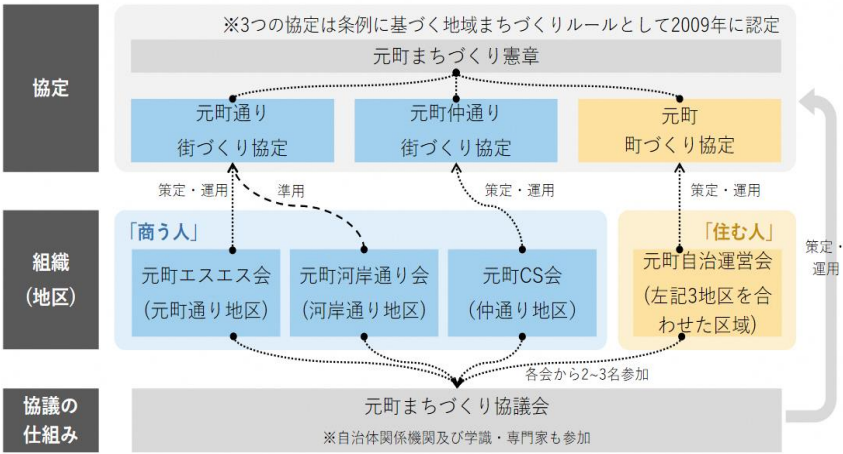 ※3つの協定は条例に基づく地域まちづくりルールとして2009年に認定
元町まちづくり憲章
協定
元町通り
街づくり協定
元町仲通り
街づくり協定
元町
町づくり協定
策定・運用
準用
策定・運用
策定・運用
「商う人」
「住む人」
策定・
運用
組織
(地区)
元町エスエス会
(元町通り地区)
元町河岸通り会
(河岸通り地区)
元町CS会
(仲通り地区)
元町自治運営会
(左記3地区を合
わせた区域)
各会から2~3名参加
協議の
仕組み
元町まちづくり協議会
※自治体関係機関及び学識・専門家も参加